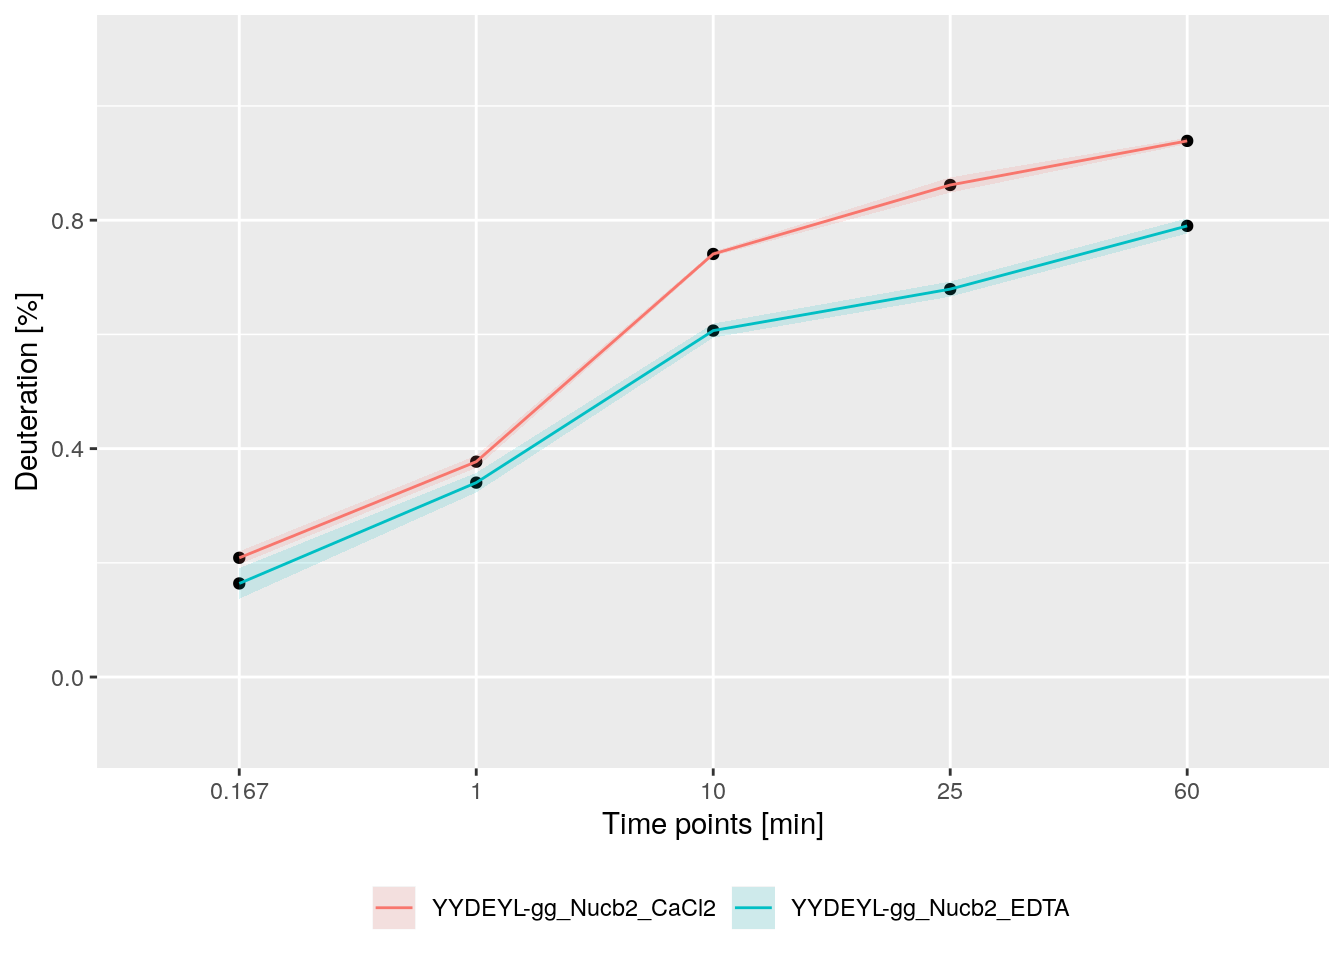 Deuteration [%]
0.8
0.4
0.0
0.167 1 10 25 60
Time points [min]
YYDEYL-gg_Nucb2_CaCl2 YYDEYL-gg_Nucb2_EDTA